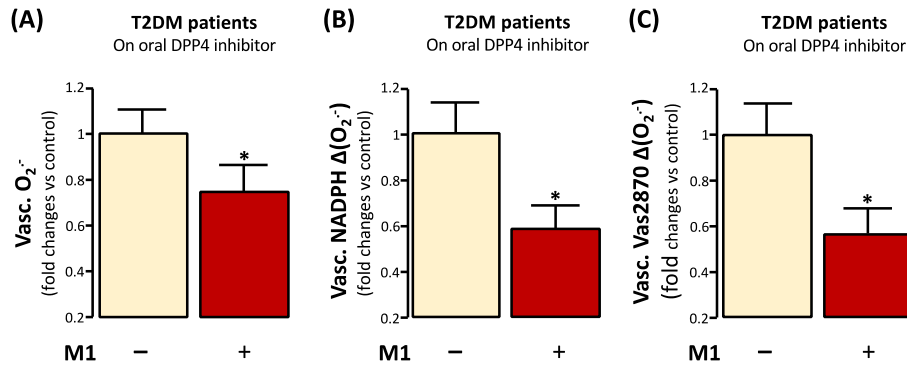 (A)
T2DM patients
On oral DPP4 inhibitor
Vasc. O₂·-
(fold changes vs control)
1.2
1
0.8
0.6
0.4
0.2
*
M1
−
+
(B)
T2DM patients
On oral DPP4 inhibitor
Vasc. NADPH Δ(O₂·-)
(fold changes vs control)
1.2
1
0.8
0.6
0.4
0.2
*
M1
−
+
(C)
T2DM patients
On oral DPP4 inhibitor
Vasc. Vas2870 Δ(O₂·-)
(fold changes vs control)
1.2
1
0.8
0.6
0.4
0.2
*
M1
−
+